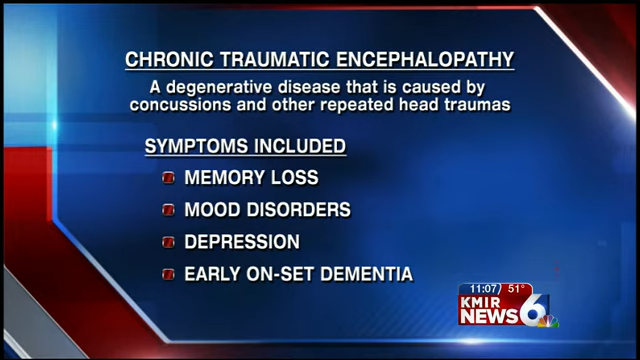 CHRONIC TRAUMATIC ENCEPHALOPATHY
A degenerative disease that is caused by
concussions and other repeated head traumas
SYMPTOMS INCLUDED
MEMORY LOSS
MOOD DISORDERS
DEPRESSION
EARLY ON-SET DEMENTIA
11:07 51°
KMIR
NEWS 6